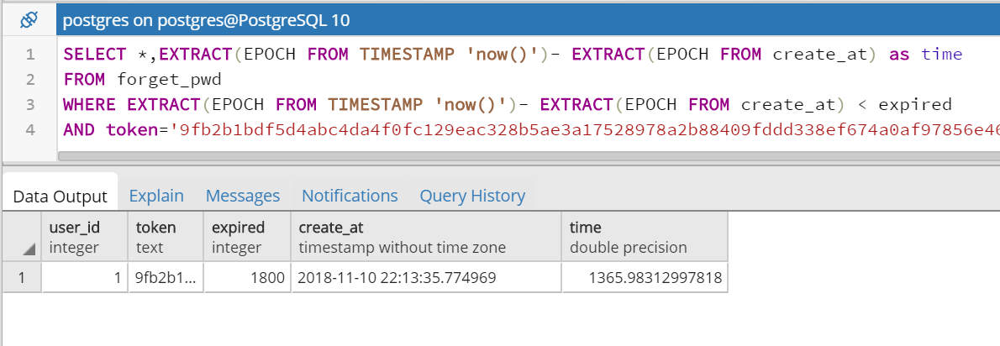 postgres on postgres@PostgreSQL 10
1 SELECT *,EXTRACT(EPOCH FROM TIMESTAMP 'now()')- EXTRACT(EPOCH FROM create_at) as time
2 FROM forget_pwd
3 WHERE EXTRACT(EPOCH FROM TIMESTAMP 'now()')- EXTRACT(EPOCH FROM create_at) < expired
4 AND token='9fb2b1bdf5d4abc4da4f0fc129eac328b5ae3a17528978a2b88409fddd338ef674a0af97856e46
Data Output Explain Messages Notifications Query History
user_id token expired create_at time
integer text integer timestamp without time zone double precision
1 1 9fb2b1... 1800 2018-11-10 22:13:35.774969 1365.98312997818